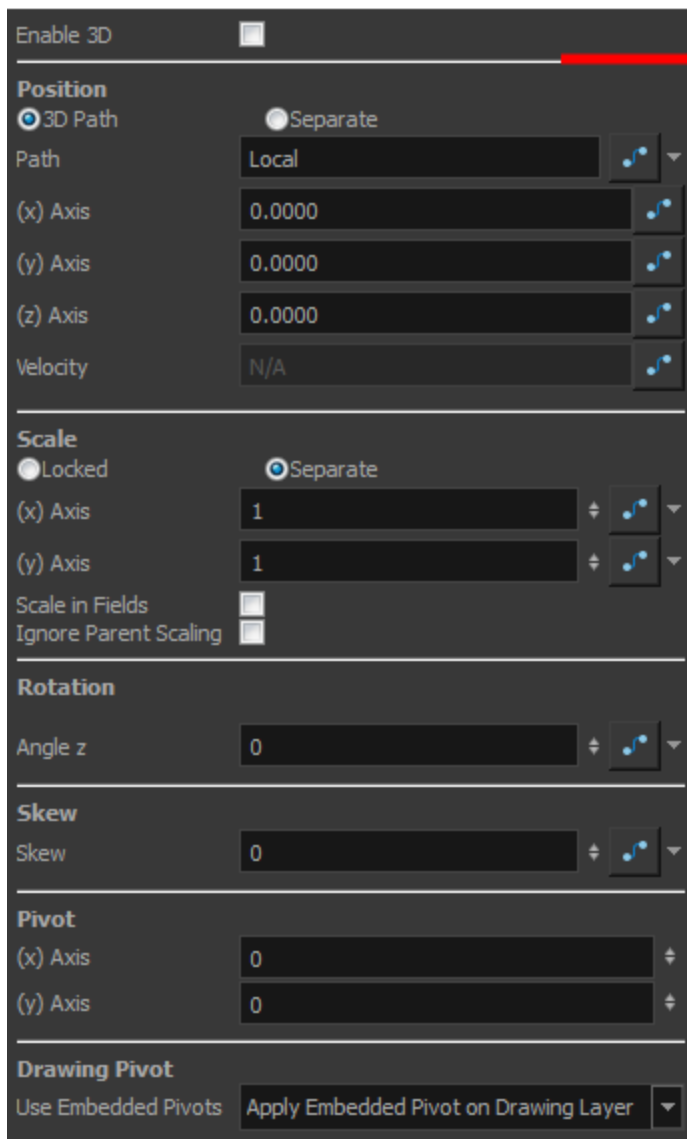 Enable 3D
Position
3D Path Separate
Path Local
(x) Axis 0.0000
(y) Axis 0.0000
(z) Axis 0.0000
Velocity N/A
Scale
Locked Separate
(x) Axis 1
(y) Axis 1
Scale in Fields
Ignore Parent Scaling
Rotation
Angle z 0
Skew
Skew 0
Pivot
(x) Axis 0
(y) Axis 0
Drawing Pivot
Use Embedded Pivots Apply Embedded Pivot on Drawing Layer